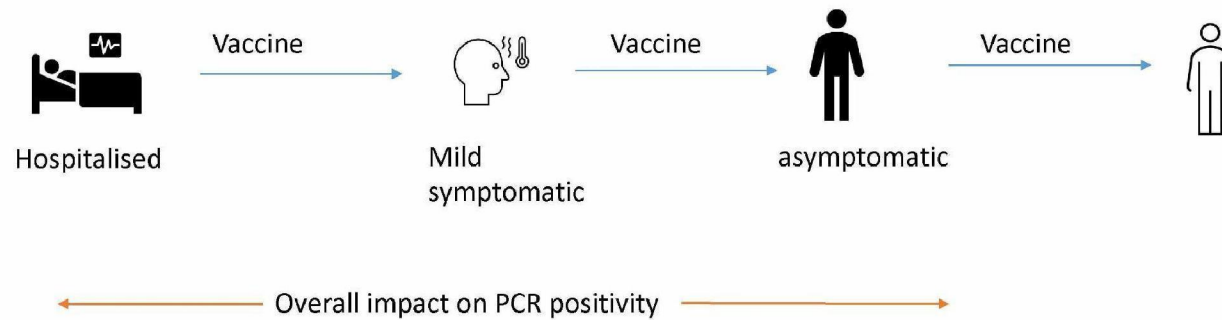 Vaccine
Vaccine
Vaccine
Hospitalised
Mild
symptomatic
asymptomatic
Overall impact on PCR positivity